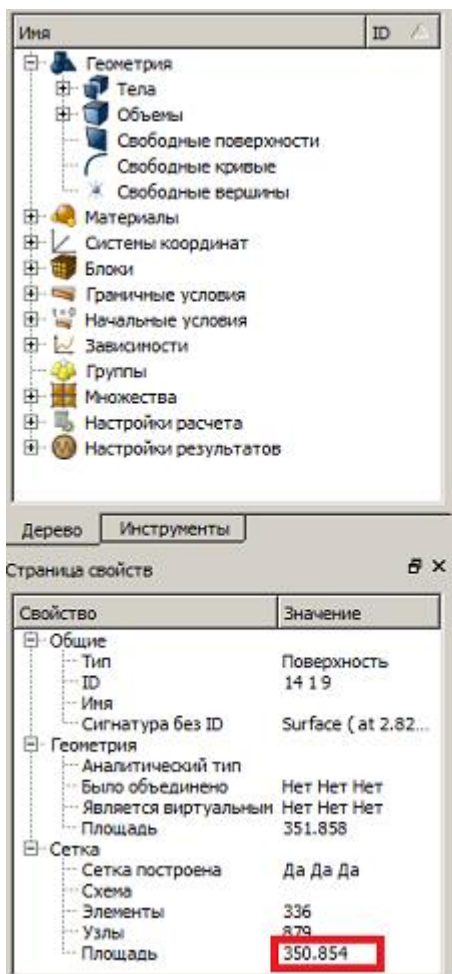 Имя ID
Геометрия
Тела
Объемы
Свободные поверхности
Свободные кривые
Свободные вершины
Материалы
Системы координат
Блоки
Граничные условия
Начальные условия
Зависимости
Группы
Множества
Настройки расчета
Настройки результатов
Дерево Инструменты
Страница свойств
Свойство Значение
Общие
Тип Поверхность
ID 14 1 9
Имя
Сигнатура без ID Surface ( at 2.82...
Геометрия
Аналитический тип
Было объединено Нет Нет Нет
Является виртуальным Нет Нет Нет
Площадь 351.858
Сетка
Сетка построена Да Да Да
Схема
Элементы 336
Узлы 879
Площадь 350.854